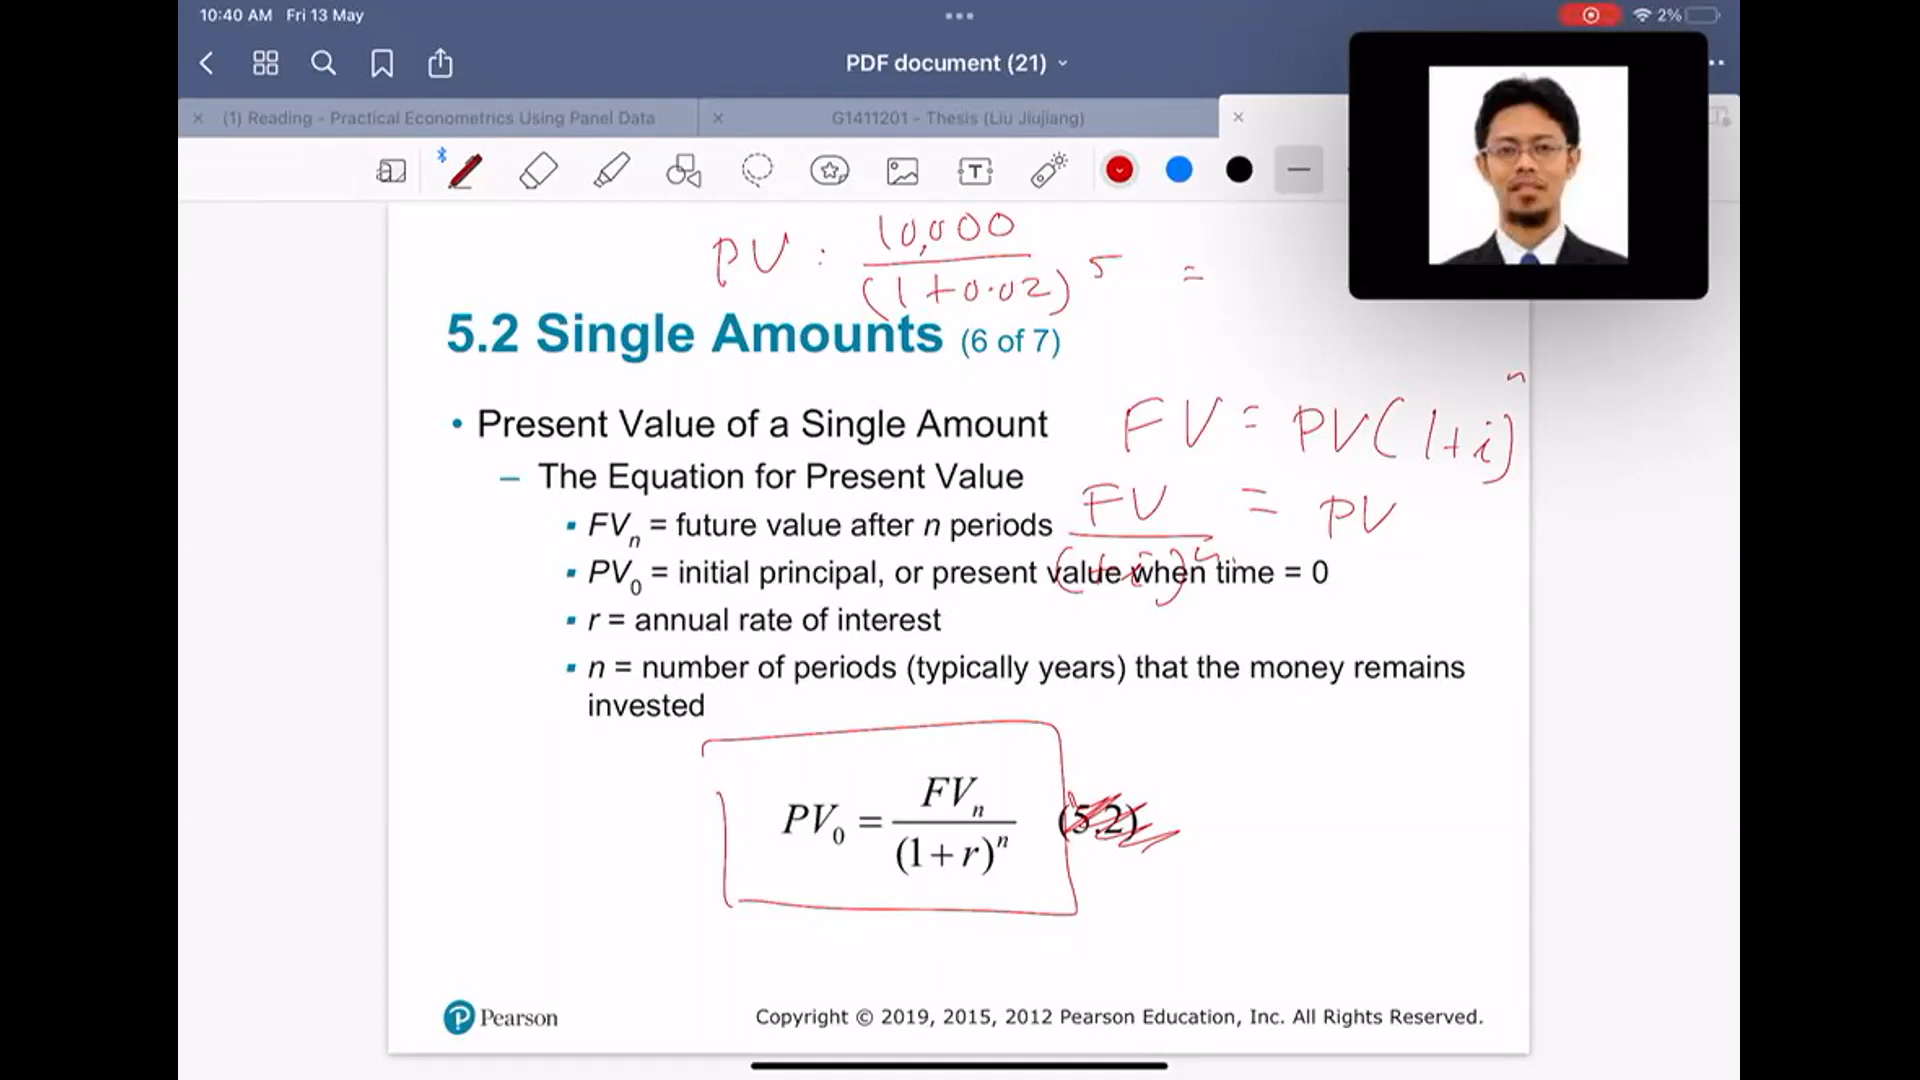 10:40 AM Fri 13 May
2%
PDF document (21)
(1) Reading - Practical Econometrics Using Panel Data
G1411201 - Thesis (Liu Jiujiang)
PV : 10,000 / (1+0.02)^5 =
5.2 Single Amounts (6 of 7)
• Present Value of a Single Amount
FV = PV(1+i)^n
– The Equation for Present Value
FV / (1+i)^n = PV
▪ FVn = future value after n periods
▪ PV0 = initial principal, or present value when time = 0
▪ r = annual rate of interest
▪ n = number of periods (typically years) that the money remains
invested
PV0 = FVn / (1 + r)^n (5.2)
Pearson
Copyright © 2019, 2015, 2012 Pearson Education, Inc. All Rights Reserved.